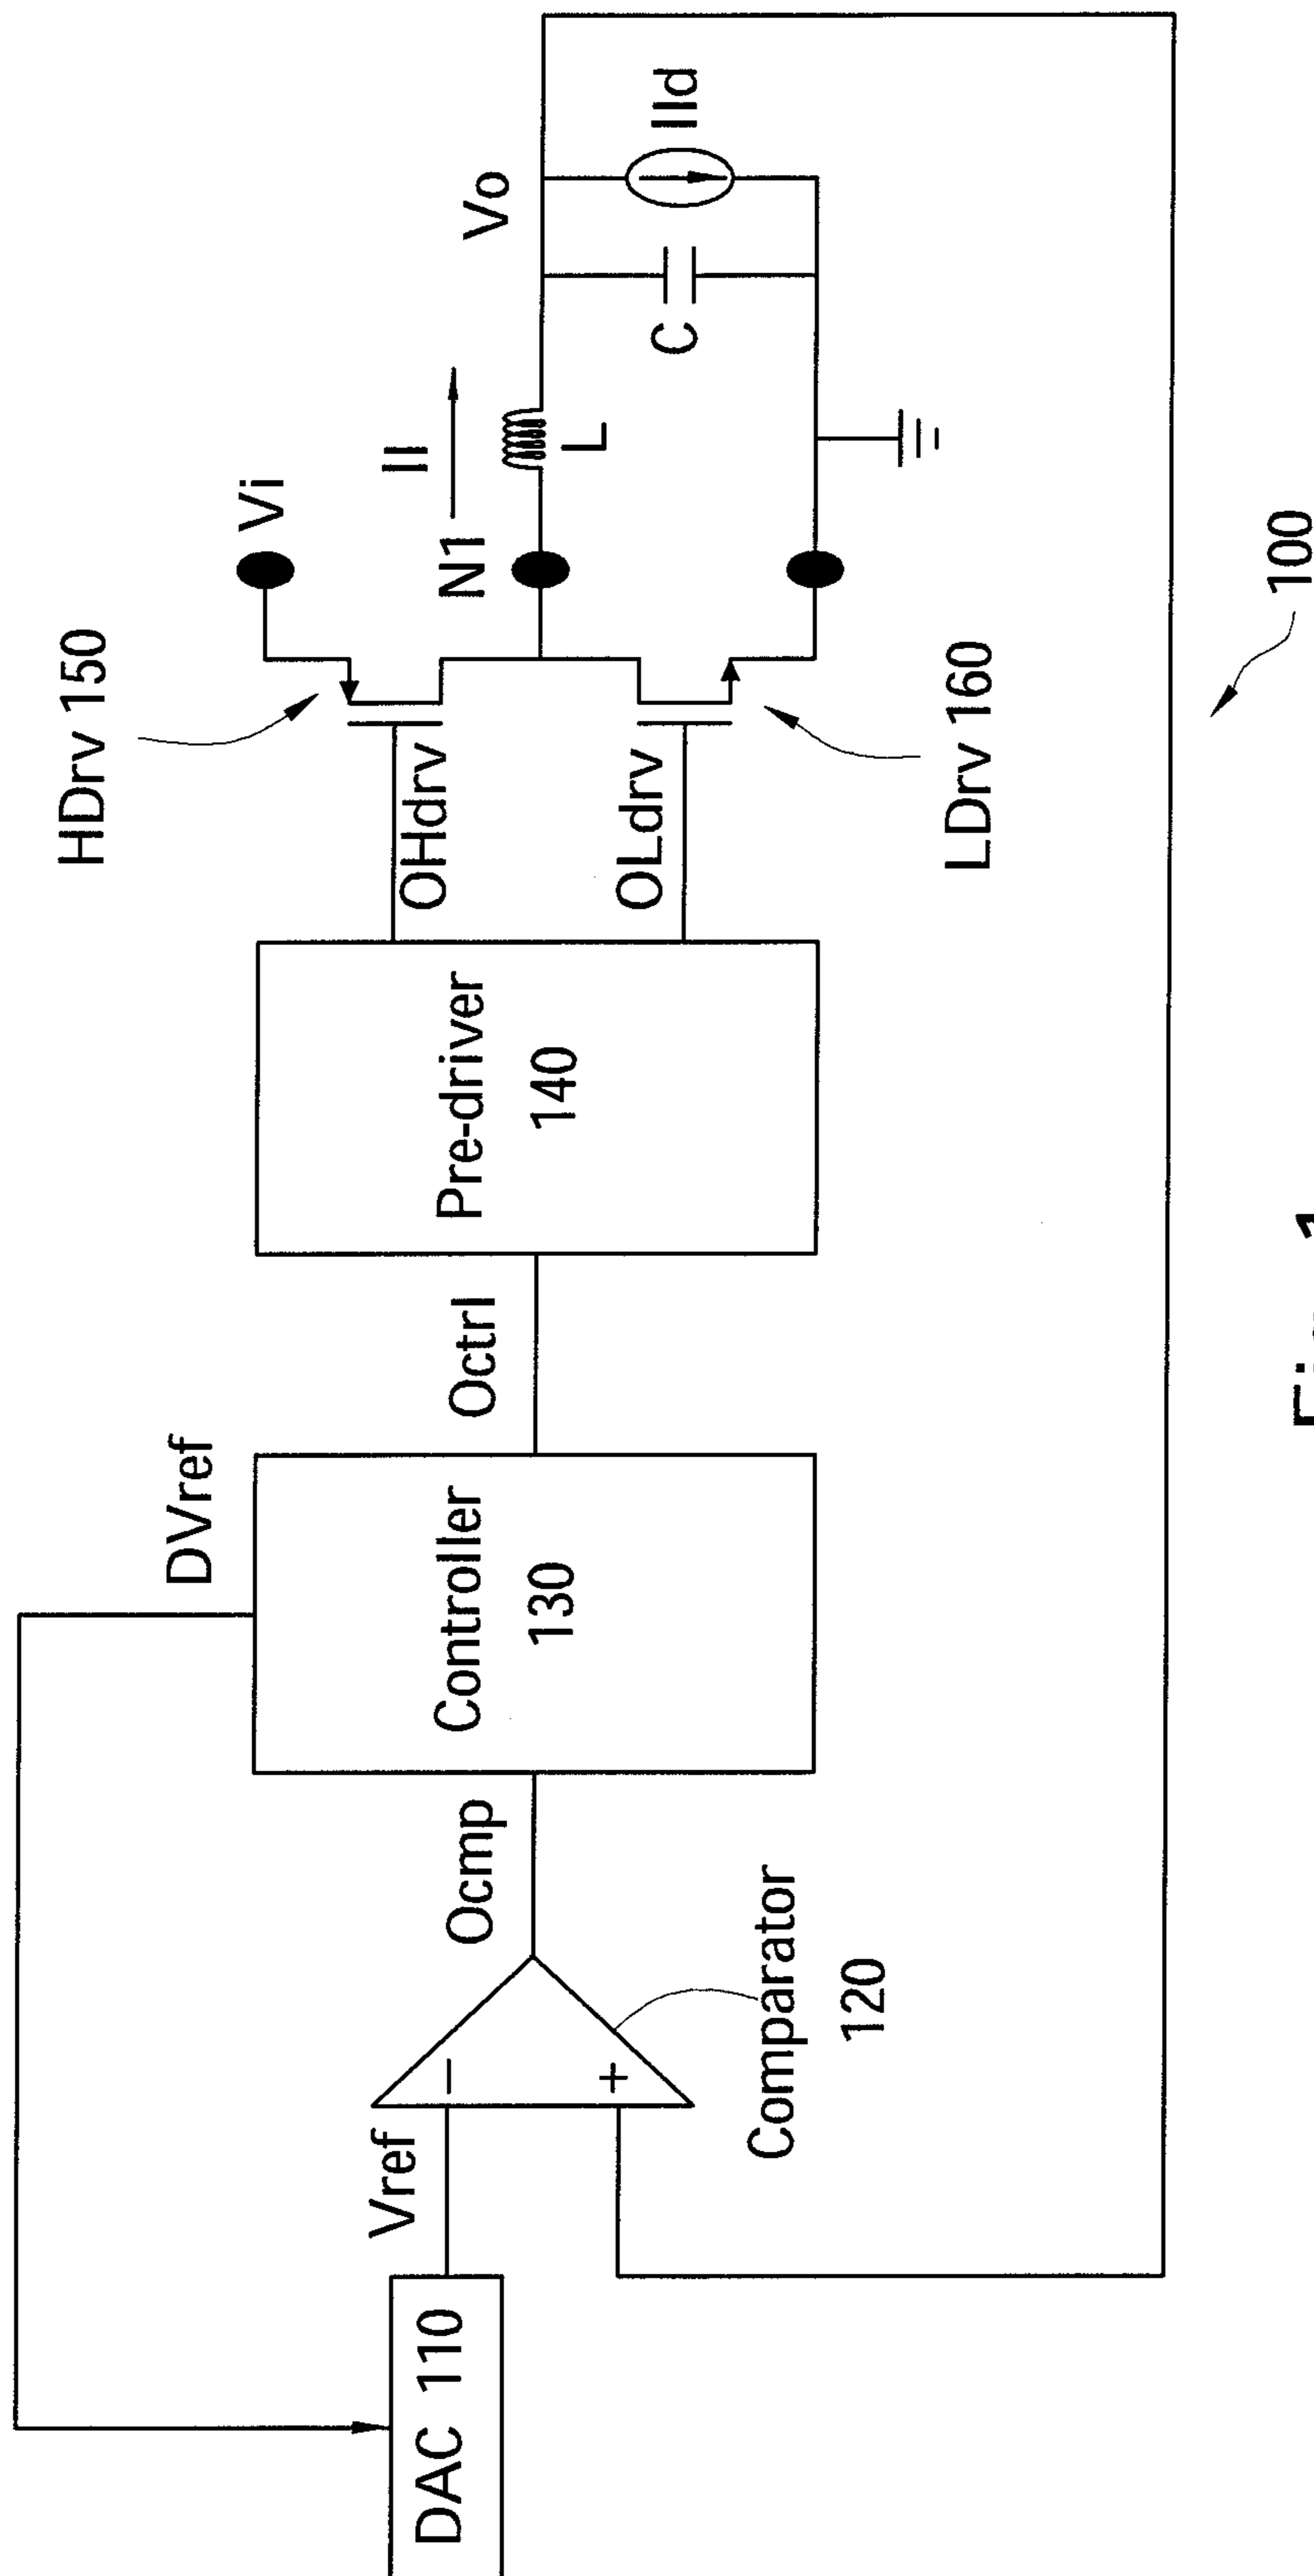 DVref
DAC 110
Vref
−
+
Comparator
120
Ocmp
Controller
130
Octrl
Pre-driver
140
OHdrv
OLdrv
HDrv 150
LDrv 160
Vi
N1
Il
L
C
Vo
Ild
100